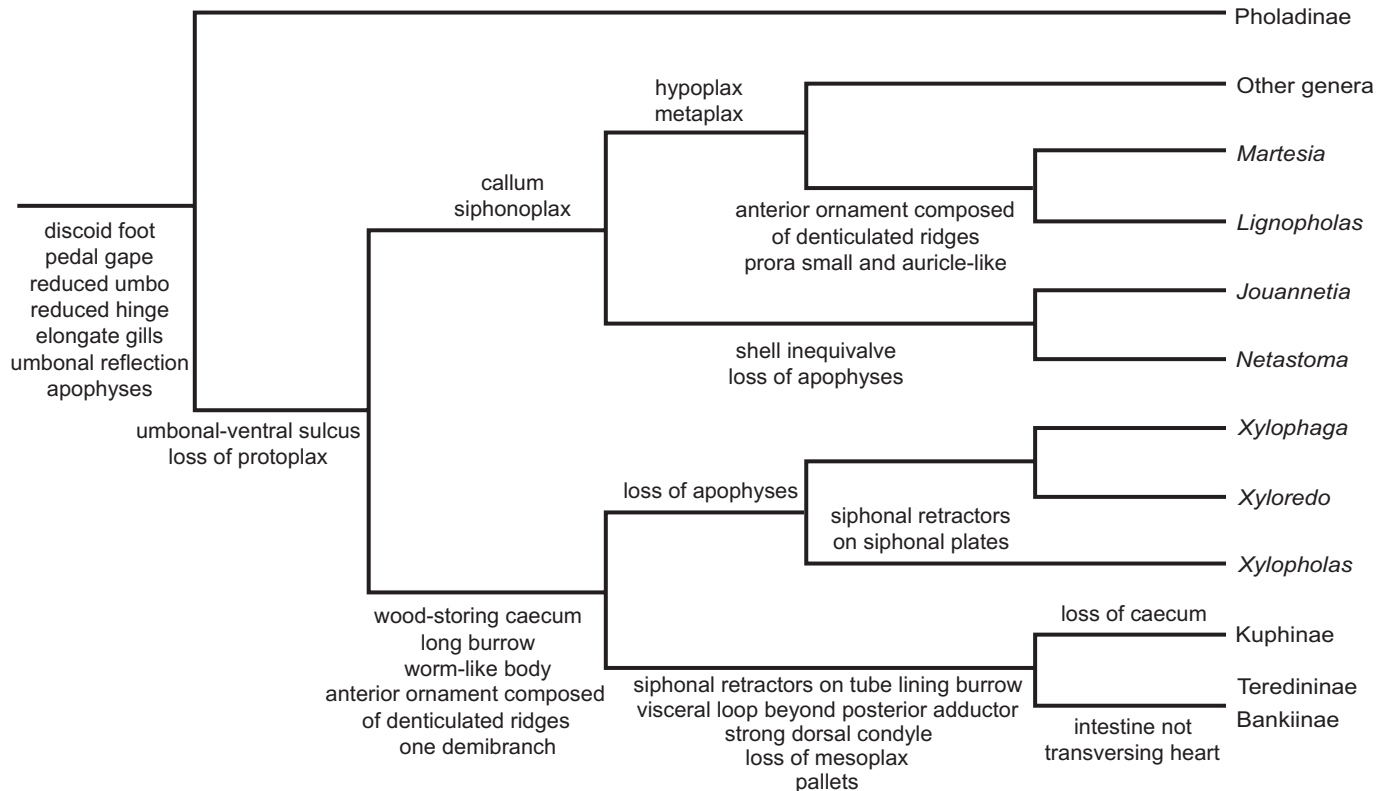 Pholadinae
hypoplax
metaplax
Other genera
Martesia
callum
siphonoplax
anterior ornament composed
of denticulated ridges
prora small and auricle-like
Lignopholas
discoid foot
pedal gape
reduced umbo
reduced hinge
elongate gills
umbonal reflection
apophyses
Jouannetia
shell inequivalve
loss of apophyses
Netastoma
umbonal-ventral sulcus
loss of protoplax
Xylophaga
loss of apophyses
Xyloredo
siphonal retractors
on siphonal plates
Xylopholas
wood-storing caecum
long burrow
worm-like body
anterior ornament composed
of denticulated ridges
one demibranch
loss of caecum
Kuphinae
siphonal retractors on tube lining burrow
visceral loop beyond posterior adductor
strong dorsal condyle
loss of mesoplax
pallets
Teredininae
Bankiinae
intestine not
transversing heart